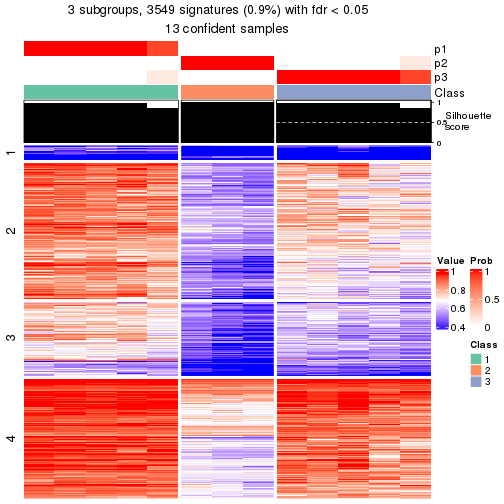 3 subgroups, 3549 signatures (0.9%) with fdr < 0.05
13 confident samples
p1
p2
p3
Class
1
0.5
0
Silhouette
score
1
2
3
4
Value
1
0.8
0.6
0.4
Prob
1
0.5
0
Class
1
2
3